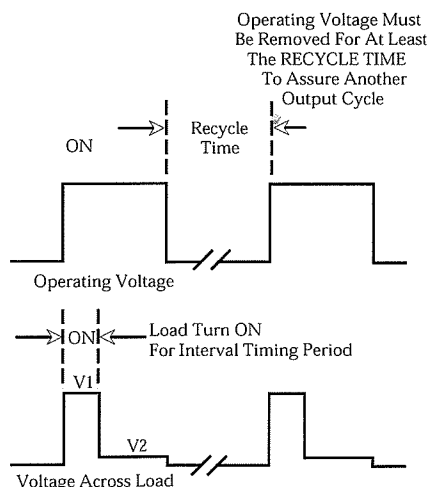 Operating Voltage Must
Be Removed For At Least
The RECYCLE TIME
To Assure Another
Output Cycle
ON
Recycle
Time
Operating Voltage
ON
Load Turn ON
For Interval Timing Period
V1
V2
Voltage Across Load